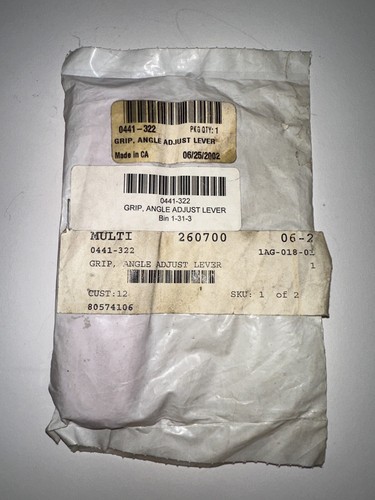 0441-322 PKG QTY: 1
GRIP, ANGLE ADJUST LEVER
Made in CA 06/25/2002
0441-322
GRIP, ANGLE ADJUST LEVER
Bin 1-31-3
MULTI 260700 06-2
0441-322 1AG-018-01
GRIP, ANGLE ADJUST LEVER 1
CUST:12 SKU: 1 of 2
80574106